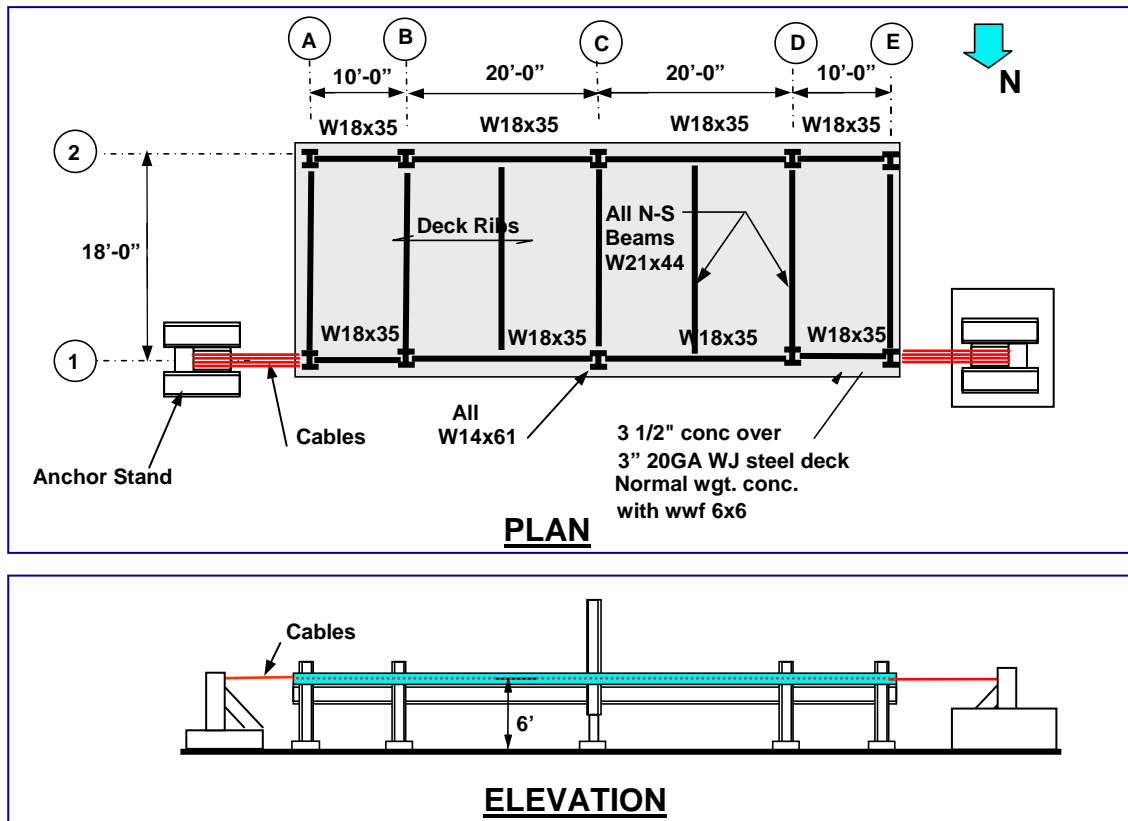 A
B
C
D
E
N
10’-0”
20’-0”
20’-0”
10’-0”
W18x35
W18x35
W18x35
W18x35
2
Deck Ribs
All N-S
Beams
W21x44
18’-0”
W18x35
W18x35
W18x35
W18x35
1
All
W14x61
Cables
Anchor Stand
3 1/2" conc over
3” 20GA WJ steel deck
Normal wgt. conc.
with wwf 6x6
PLAN
Cables
6’
ELEVATION